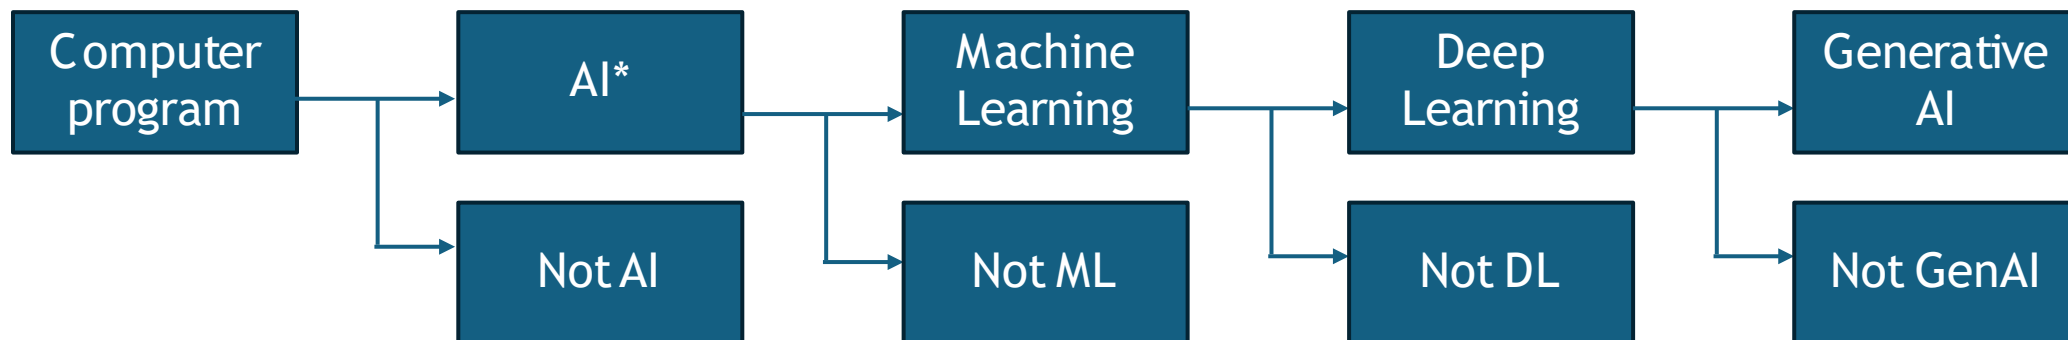 Computer
program
AI*
Machine
Learning
Deep
Learning
Generative
AI
Not AI
Not ML
Not DL
Not GenAI